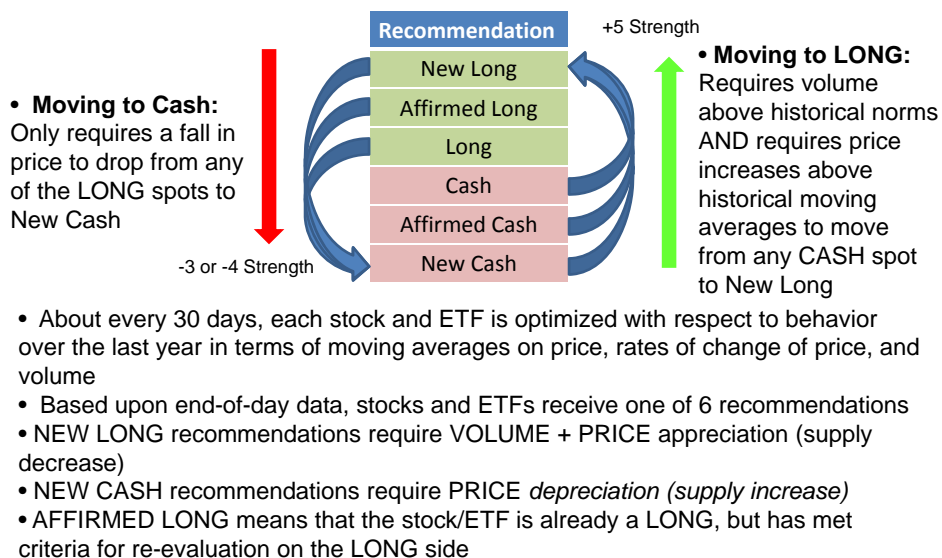 Recommendation
New Long
Affirmed Long
Long
Cash
Affirmed Cash
New Cash
• Moving to Cash:
Only requires a fall in
price to drop from any
of the LONG spots to
New Cash
-3 or -4 Strength
+5 Strength
• Moving to LONG:
Requires volume
above historical norms
AND requires price
increases above
historical moving
averages to move
from any CASH spot
to New Long
• About every 30 days, each stock and ETF is optimized with respect to behavior
over the last year in terms of moving averages on price, rates of change of price, and
volume
• Based upon end-of-day data, stocks and ETFs receive one of 6 recommendations
• NEW LONG recommendations require VOLUME + PRICE appreciation (supply
decrease)
• NEW CASH recommendations require PRICE depreciation (supply increase)
• AFFIRMED LONG means that the stock/ETF is already a LONG, but has met
criteria for re-evaluation on the LONG side